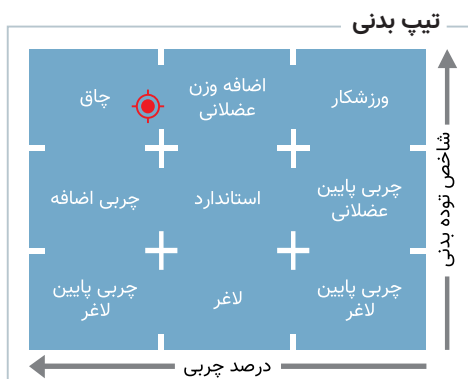 تیپ بدنی
ورزشکار
اضافه وزن
عضلانی
چاق
شاخص توده بدنی
چربی پایین
عضلانی
استاندارد
چربی اضافه
چربی پایین
لاغر
لاغر
چربی پایین
لاغر
درصد چربی